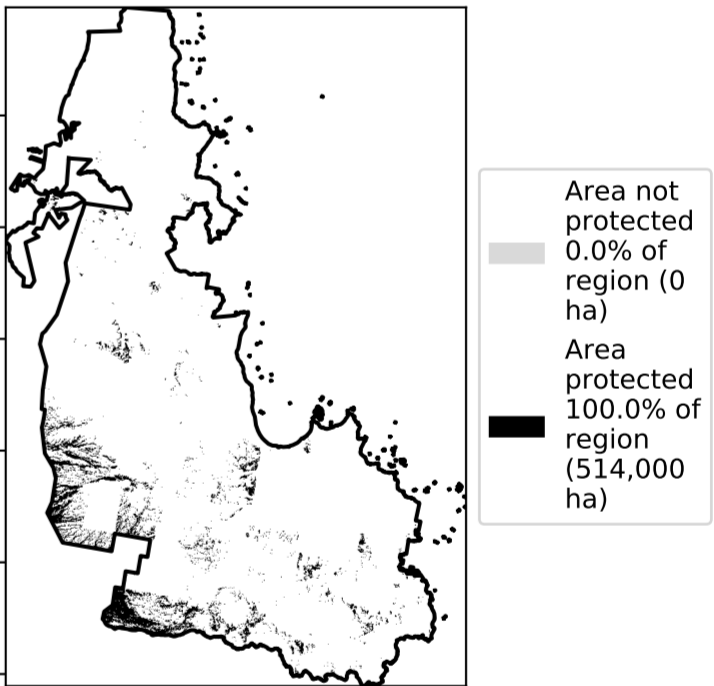 Area not
protected
0.0% of
region (0
ha)
Area
protected
100.0% of
region
(514,000
ha)